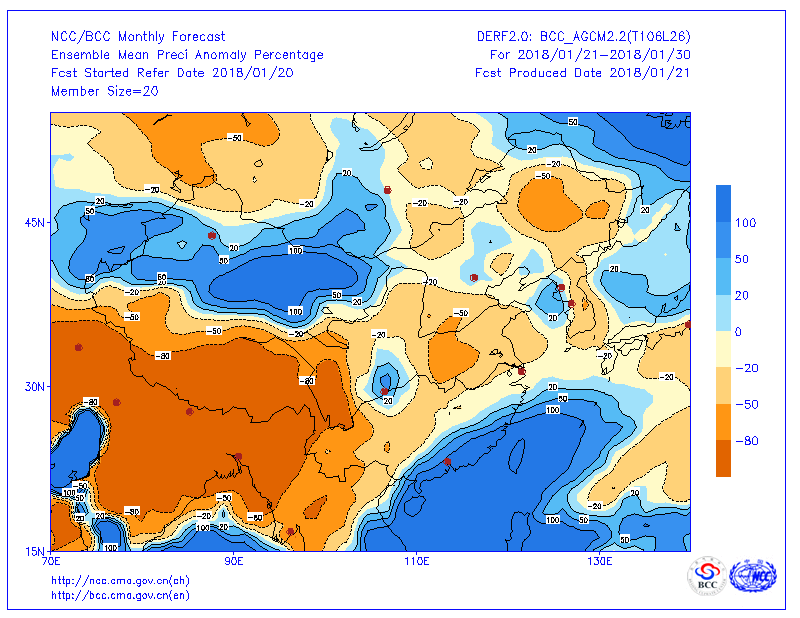 NCC/BCC Monthly Forecast
DERF2.0: BCC_AGCM2.2(T106L26)
Ensemble Mean Preci Anomaly Percentage
For 2018/01/21-2018/01/30
Fcst Started Refer Date 2018/01/20
Fcst Produced Date 2018/01/21
Member Size=20
-50 50
20
-20 -50
20
-20 -20 -20 -20
20 50 20
45N
20 100
50
50 50 20
-20 20 -20
50
100
-50 -50 20
-50 -20 -20
-80 -20
30N
-80 -20
20 50
-80 20 100
-50
100 50 -50 -20 20
20 20 -80 -20 -80
100 20 100 50
100 50
15N
70E 90E 110E 130E
100
50
20
0
-20
-50
-80
http://ncc.cma.gov.cn(ch)
http://bcc.cma.gov.cn(en)
BCC
NCC